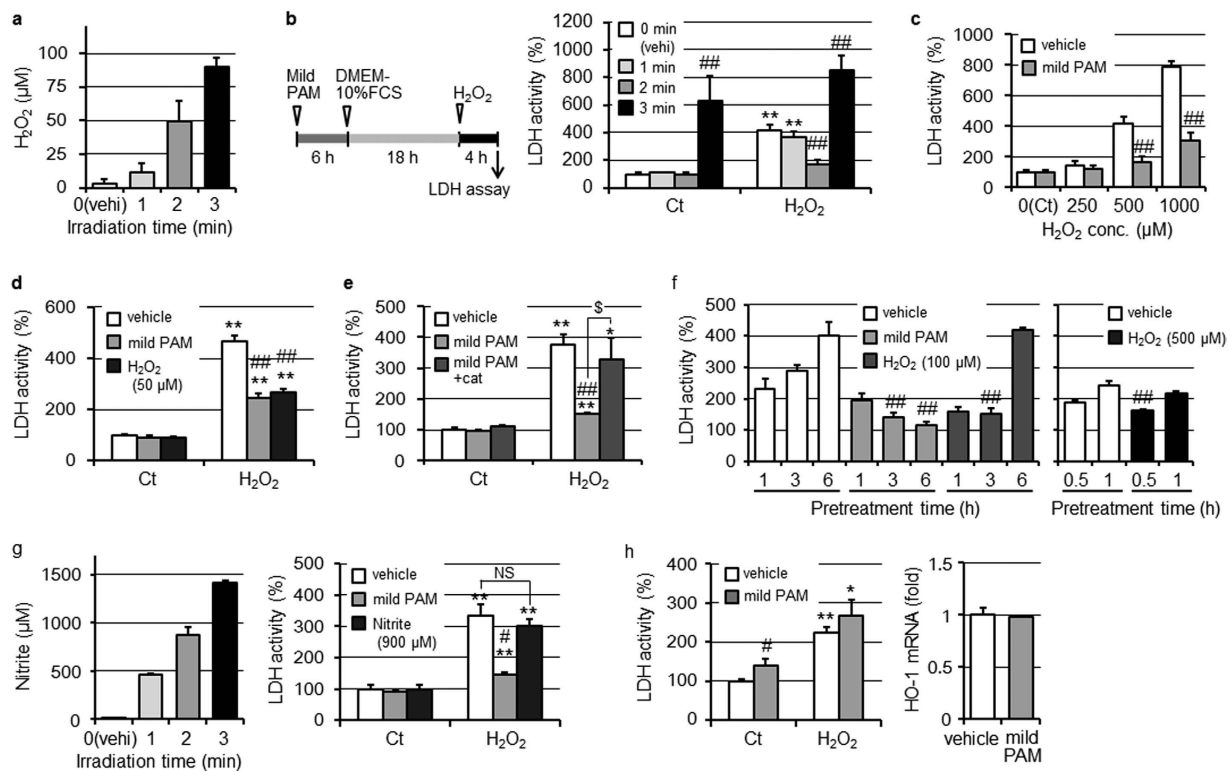 a
H₂O₂ (µM)
100
75
50
25
0
0(vehi) 1 2 3
Irradiation time (min)
b
Mild
PAM
DMEM-
10%FCS
H₂O₂
6 h
18 h
4 h
LDH assay
LDH activity (%)
1200
1000
800
600
400
200
0
0 min
(vehi)
1 min
2 min
3 min
##
**
**
##
##
Ct
H₂O₂
c
LDH activity (%)
1000
800
600
400
200
0
vehicle
mild PAM
##
##
0(Ct) 250 500 1000
H₂O₂ conc. (µM)
d
LDH activity (%)
600
400
200
0
vehicle
mild PAM
H₂O₂
(50 µM)
**
##
**
##
**
Ct
H₂O₂
e
LDH activity (%)
500
400
300
200
100
0
vehicle
mild PAM
mild PAM
+cat
$
**
##
**
*
Ct
H₂O₂
f
LDH activity (%)
500
400
300
200
100
0
vehicle
mild PAM
H₂O₂ (100 µM)
##
##
##
1 3 6 1 3 6 1 3 6
Pretreatment time (h)
vehicle
H₂O₂ (500 µM)
##
0.5 1 0.5 1
Pretreatment time (h)
g
Nitrite (µM)
1500
1000
500
0
0(vehi) 1 2 3
Irradiation time (min)
LDH activity (%)
500
400
300
200
100
0
vehicle
mild PAM
Nitrite
(900 µM)
NS
**
#
**
**
Ct
H₂O₂
h
LDH activity (%)
400
300
200
100
0
vehicle
mild PAM
#
**
*
Ct
H₂O₂
HO-1 mRNA (fold)
1.5
1
0.5
0
vehicle
mild
PAM